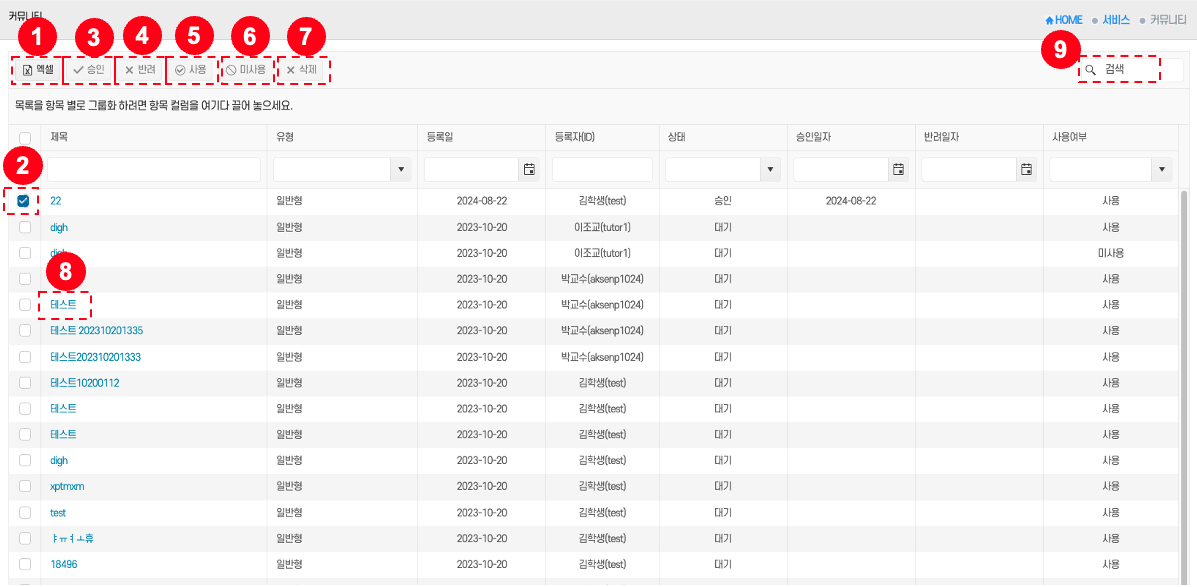 커뮤니티
HOME 서비스 커뮤니티
1 3 4 5 6 7 9
엑셀 승인 반려 사용 미사용 삭제 검색
목록을 항목 별로 그룹화 하려면 항목 컬럼을 여기다 끌어 놓으세요.
제목 유형 등록일 등록자(ID) 상태 승인일자 반려일자 사용여부
2
22 일반형 2024-08-22 김학생(test) 승인 2024-08-22 사용
digh 일반형 2023-10-20 이조교(tutor1) 대기 사용
digh 일반형 2023-10-20 이조교(tutor1) 대기 미사용
8
일반형 2023-10-20 박교수(aksenp1024) 대기 사용
테스트 일반형 2023-10-20 박교수(aksenp1024) 대기 사용
테스트 202310201335 일반형 2023-10-20 박교수(aksenp1024) 대기 사용
테스트202310201333 일반형 2023-10-20 박교수(aksenp1024) 대기 사용
테스트10200112 일반형 2023-10-20 김학생(test) 대기 사용
테스트 일반형 2023-10-20 김학생(test) 대기 사용
테스트 일반형 2023-10-20 김학생(test) 대기 사용
digh 일반형 2023-10-20 김학생(test) 대기 사용
xptmxm 일반형 2023-10-20 김학생(test) 대기 사용
test 일반형 2023-10-20 김학생(test) 대기 사용
ㅑㅠㅕㅗ휴 일반형 2023-10-20 김학생(test) 대기 사용
18496 일반형 2023-10-20 김학생(test) 대기 사용